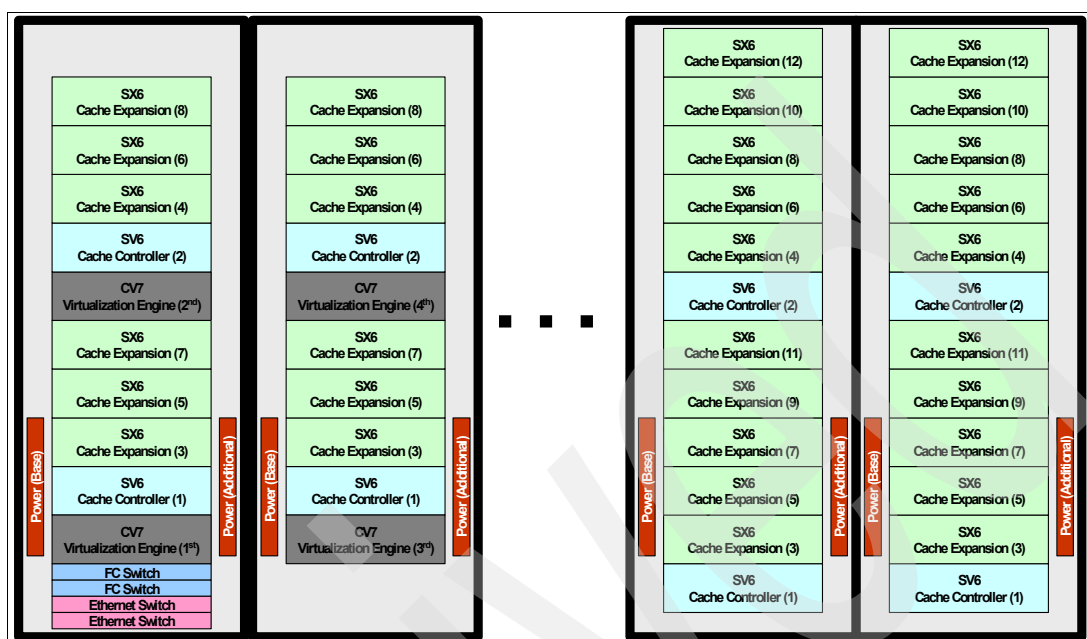 SX6
Cache Expansion (8)
SX6
Cache Expansion (6)
SX6
Cache Expansion (4)
SV6
Cache Controller (2)
CV7
Virtualization Engine (2nd)
SX6
Cache Expansion (7)
SX6
Cache Expansion (5)
SX6
Cache Expansion (3)
SV6
Cache Controller (1)
CV7
Virtualization Engine (1st)
FC Switch
FC Switch
Ethernet Switch
Ethernet Switch
Power (Base)
Power (Additional)
SX6
Cache Expansion (8)
SX6
Cache Expansion (6)
SX6
Cache Expansion (4)
SV6
Cache Controller (2)
CV7
Virtualization Engine (4th)
SX6
Cache Expansion (7)
SX6
Cache Expansion (5)
SX6
Cache Expansion (3)
SV6
Cache Controller (1)
CV7
Virtualization Engine (3rd)
Power (Base)
Power (Additional)
SX6
Cache Expansion (12)
SX6
Cache Expansion (10)
SX6
Cache Expansion (8)
SX6
Cache Expansion (6)
SX6
Cache Expansion (4)
SV6
Cache Controller (2)
SX6
Cache Expansion (11)
SX6
Cache Expansion (9)
SX6
Cache Expansion (7)
SX6
Cache Expansion (5)
SX6
Cache Expansion (3)
SV6
Cache Controller (1)
Power (Base)
Power (Additional)
SX6
Cache Expansion (12)
SX6
Cache Expansion (10)
SX6
Cache Expansion (8)
SX6
Cache Expansion (6)
SX6
Cache Expansion (4)
SV6
Cache Controller (2)
SX6
Cache Expansion (11)
SX6
Cache Expansion (9)
SX6
Cache Expansion (7)
SX6
Cache Expansion (5)
SX6
Cache Expansion (3)
SV6
Cache Controller (1)
Power (Base)
Power (Additional)